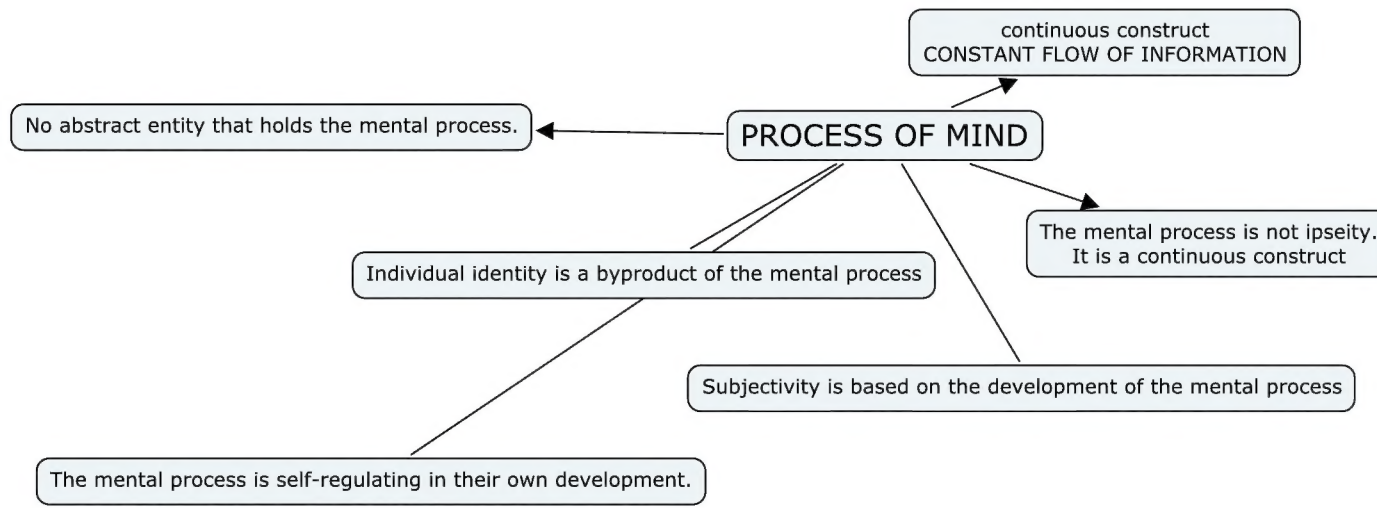 continuous construct
CONSTANT FLOW OF INFORMATION
No abstract entity that holds the mental process.
PROCESS OF MIND
The mental process is not ipseity.
It is a continuous construct
Individual identity is a byproduct of the mental process
Subjectivity is based on the development of the mental process
The mental process is self-regulating in their own development.